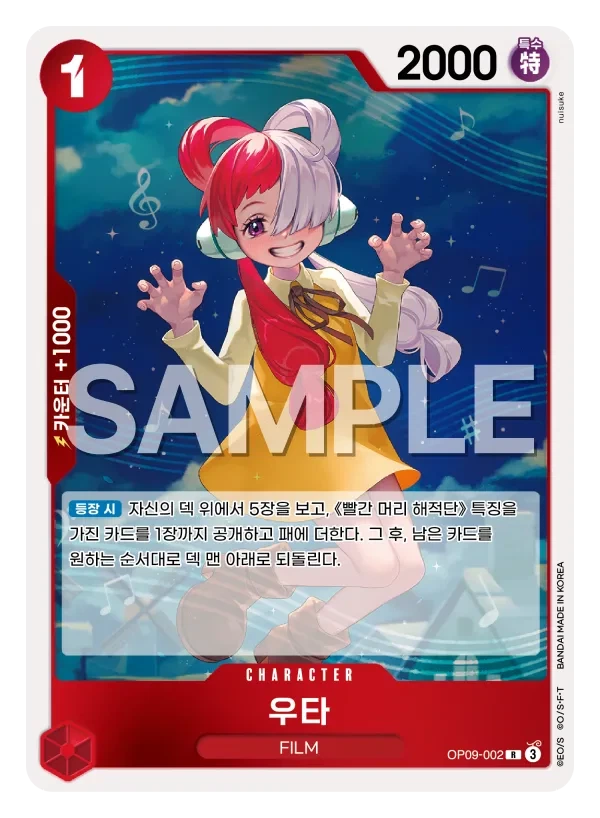 1
2000
특수
特
nuisuke
⚡카운터 +1000
SAMPLE
등장 시 자신의 덱 위에서 5장을 보고, 《빨간 머리 해적단》 특징을
가진 카드를 1장까지 공개하고 패에 더한다. 그 후, 남은 카드를
원하는 순서대로 덱 맨 아래로 되돌린다.
CHARACTER
우타
FILM
OP09-002 R 3
©EO/S ©O/S·F·T BANDAI MADE IN KOREA